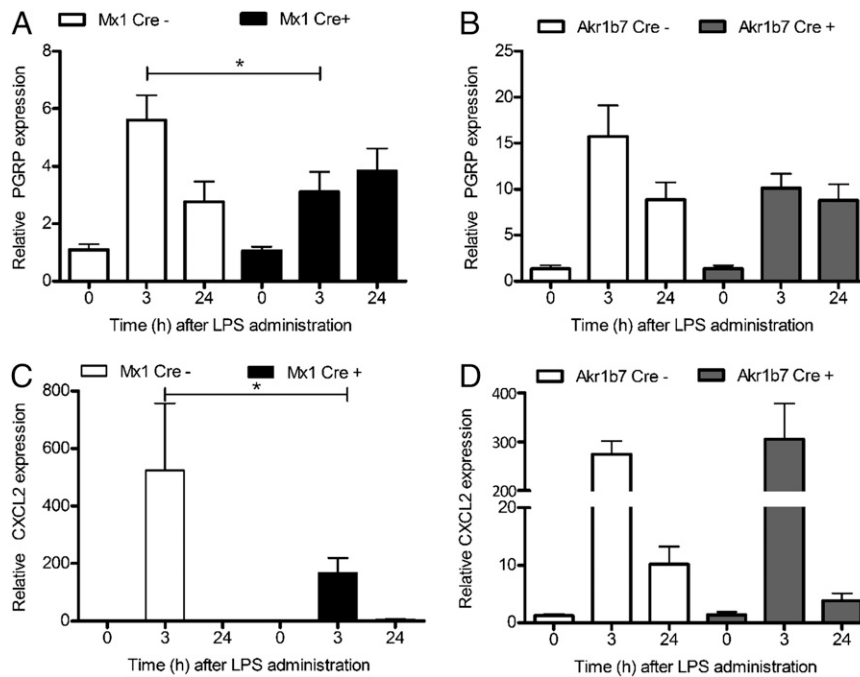 A
Mx1 Cre - Mx1 Cre+
*
Relative PGRP expression
8
6
4
2
0
0 3 24 0 3 24
Time (h) after LPS administration
B
Akr1b7 Cre - Akr1b7 Cre +
Relative PGRP expression
25
20
15
10
5
0
0 3 24 0 3 24
Time (h) after LPS administration
C
Mx1 Cre - Mx1 Cre +
*
Relative CXCL2 expression
800
600
400
200
0
0 3 24 0 3 24
Time (h) after LPS administration
D
Akr1b7 Cre - Akr1b7 Cre +
Relative CXCL2 expression
400
300
200
20
10
0
0 3 24 0 3 24
Time (h) after LPS administration